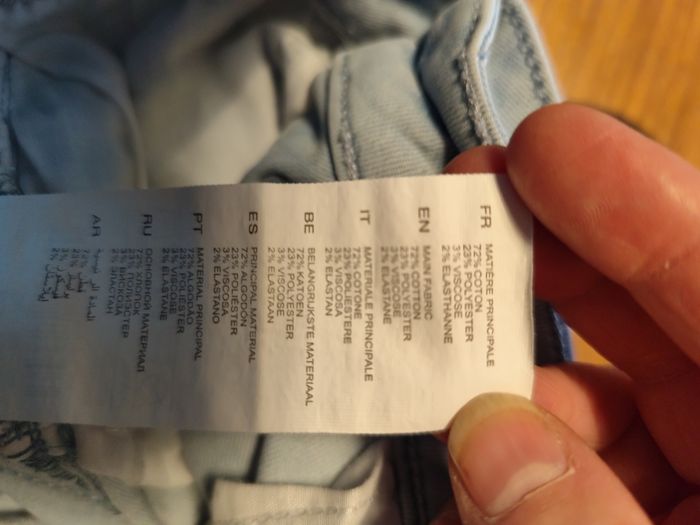 FR MATIÈRE PRINCIPALE
72% COTON
23% POLYESTER
3% VISCOSE
2% ELASTHANNE
EN MAIN FABRIC
72% COTTON
23% POLYESTER
3% VISCOSE
2% ELASTANE
IT MATERIALE PRINCIPALE
72% COTONE
23% POLIESTERE
3% VISCOSA
2% ELASTAN
BE BELANGRIJKSTE MATERIAAL
72% KATOEN
23% POLYESTER
3% VISCOSE
2% ELASTAAN
ES PRINCIPAL MATERIAL
72% ALGODÓN
23% POLIÉSTER
3% VISCOSA
2% ELASTANO
PT MATERIAL PRINCIPAL
72% ALGODÃO
23% POLIÉSTER
3% VISCOSE
2% ELASTANE
RU ОСНОВНОЙ МАТЕРИАЛ
72% ХЛОПОК
23% ПОЛИЭСТЕР
3% ВИСКОЗА
2% ЭЛАСТАН
AR